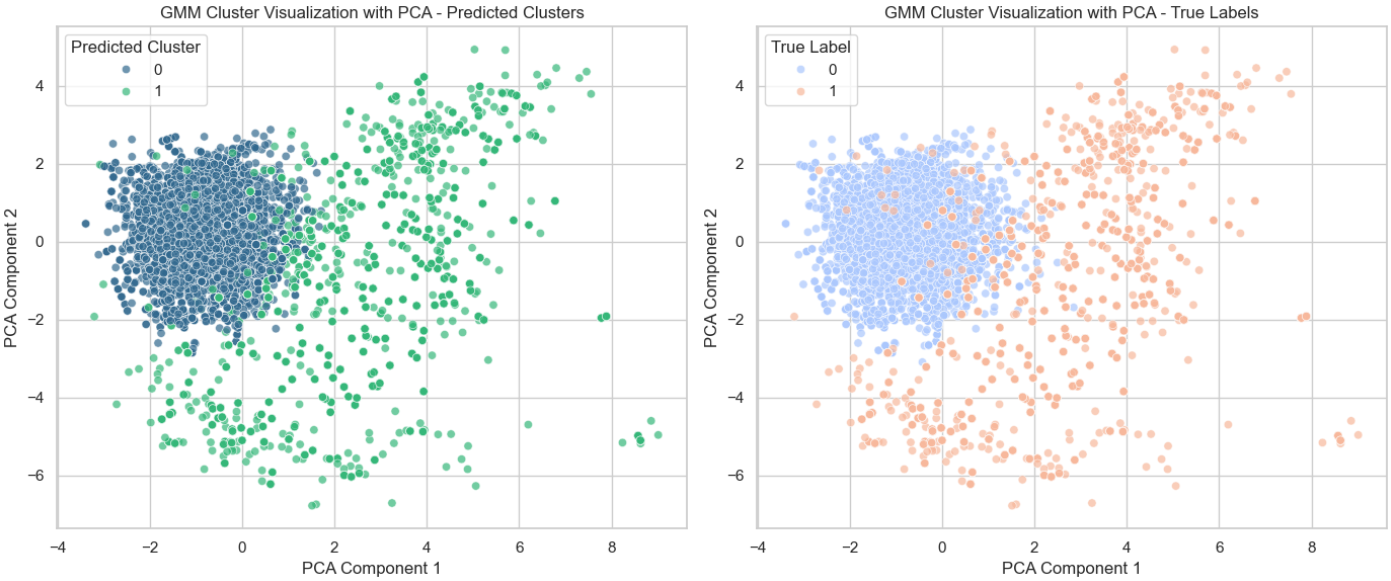 GMM Cluster Visualization with PCA - Predicted Clusters
Predicted Cluster
0
1
4
2
0
−2
−4
−6
PCA Component 2
−4 −2 0 2 4 6 8
PCA Component 1
GMM Cluster Visualization with PCA - True Labels
True Label
0
1
4
2
0
−2
−4
−6
PCA Component 2
−4 −2 0 2 4 6 8
PCA Component 1